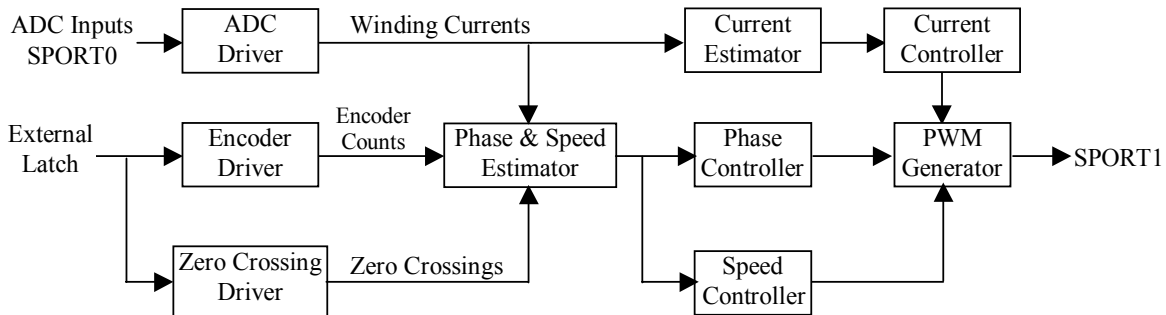 ADC Inputs
SPORT0
ADC
Driver
Winding Currents
Current
Estimator
Current
Controller
External
Latch
Encoder
Driver
Encoder
Counts
Phase & Speed
Estimator
Phase
Controller
PWM
Generator
SPORT1
Zero Crossing
Driver
Zero Crossings
Speed
Controller